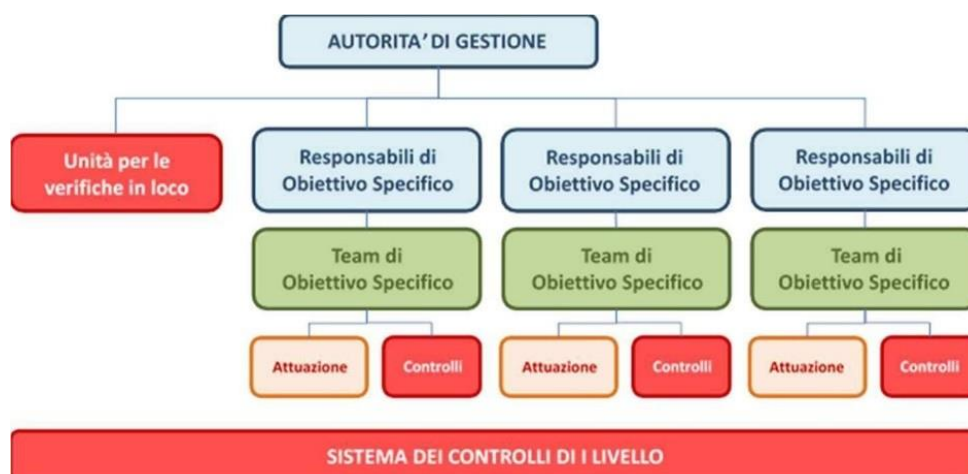 AUTORITA’ DI GESTIONE
Unità per le
verifiche in loco
Responsabili di
Obiettivo Specifico
Responsabili di
Obiettivo Specifico
Responsabili di
Obiettivo Specifico
Team di
Obiettivo Specifico
Team di
Obiettivo Specifico
Team di
Obiettivo Specifico
Attuazione
Controlli
Attuazione
Controlli
Attuazione
Controlli
SISTEMA DEI CONTROLLI DI I LIVELLO